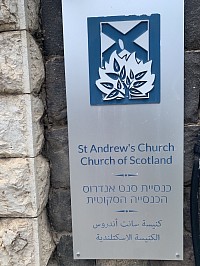 St Andrew's Church
Church of Scotland
כנסיית סנט אנדרוס
הכנסייה הסקוטית
كنيسة سانت أندروس
الكنيسة الاسكتلندية